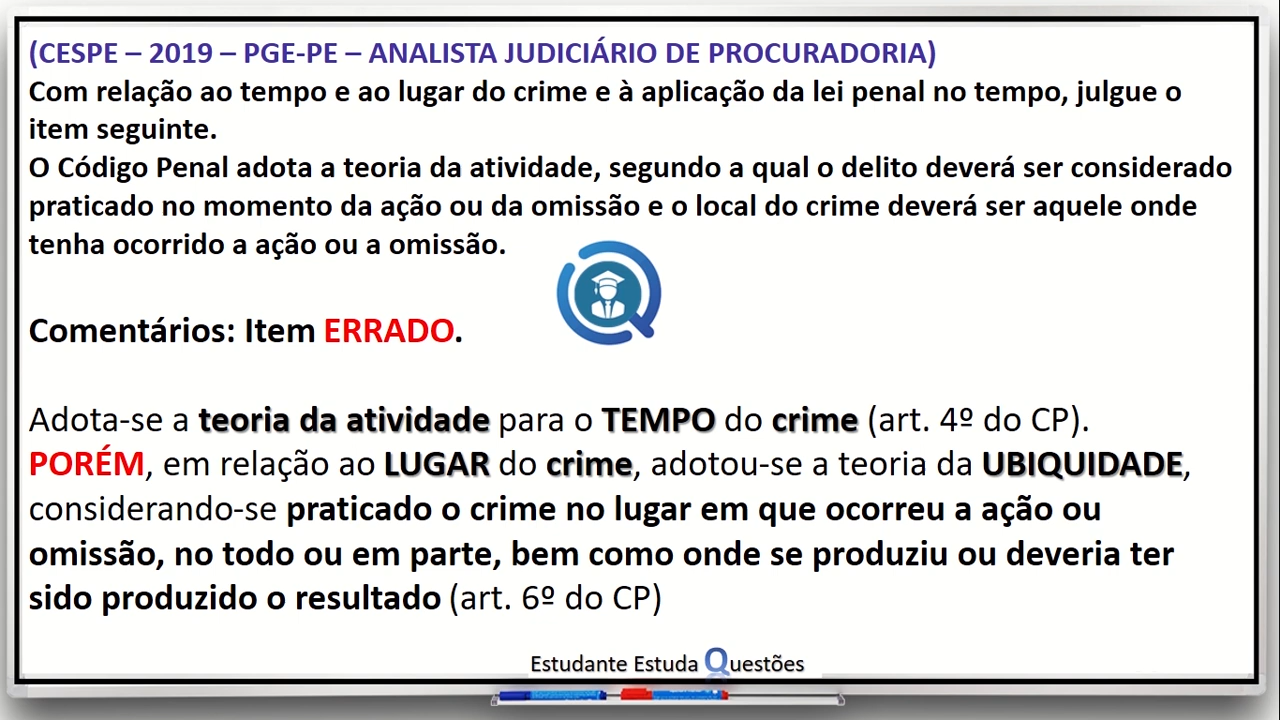 (CESPE – 2019 – PGE-PE – ANALISTA JUDICIÁRIO DE PROCURADORIA)
Com relação ao tempo e ao lugar do crime e à aplicação da lei penal no tempo, julgue o
item seguinte.
O Código Penal adota a teoria da atividade, segundo a qual o delito deverá ser considerado
praticado no momento da ação ou da omissão e o local do crime deverá ser aquele onde
tenha ocorrido a ação ou a omissão.
Comentários: Item ERRADO.
Adota-se a teoria da atividade para o TEMPO do crime (art. 4º do CP).
PORÉM, em relação ao LUGAR do crime, adotou-se a teoria da UBIQUIDADE,
considerando-se praticado o crime no lugar em que ocorreu a ação ou
omissão, no todo ou em parte, bem como onde se produziu ou deveria ter
sido produzido o resultado (art. 6º do CP)
Estudante Estuda Questões